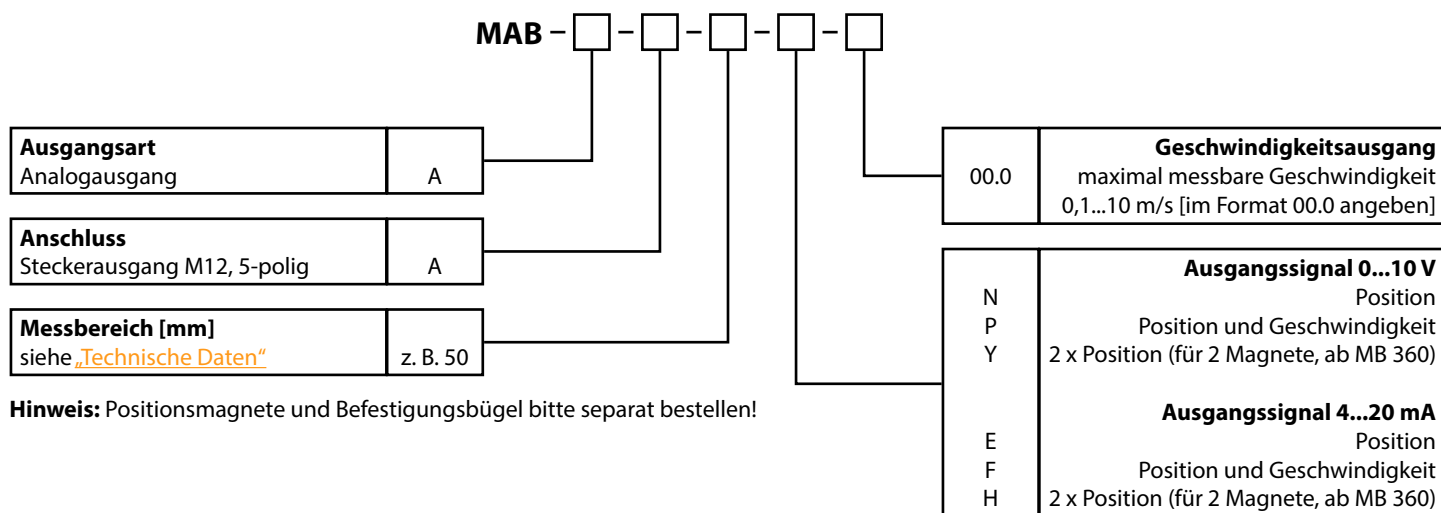 MAB – – – – –
Ausgangsart
Analogausgang A
Anschluss
Steckerausgang M12, 5-polig A
Messbereich [mm]
siehe „Technische Daten“ z. B. 50
Hinweis: Positionsmagnete und Befestigungsbügel bitte separat bestellen!
Geschwindigkeitsausgang
00.0 maximal messbare Geschwindigkeit
0,1...10 m/s [im Format 00.0 angeben]
Ausgangssignal 0...10 V
N Position
P Position und Geschwindigkeit
Y 2 x Position (für 2 Magnete, ab MB 360)
Ausgangssignal 4...20 mA
E Position
F Position und Geschwindigkeit
H 2 x Position (für 2 Magnete, ab MB 360)